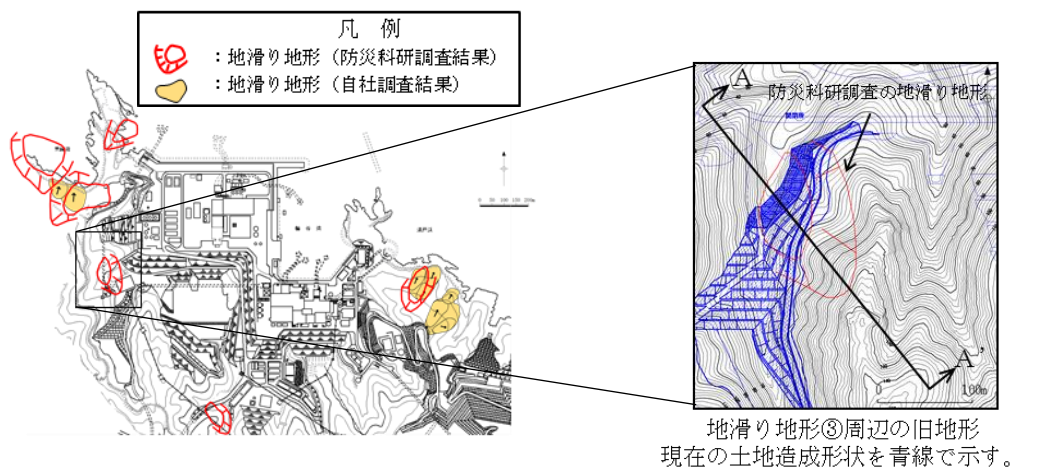 凡 例
：地滑り地形（防災科研調査結果）
：地滑り地形（自社調査結果）
A
防災科研調査の地滑り地形
A'
0 100m
地滑り地形③周辺の旧地形
現在の土地造成形状を青線で示す。